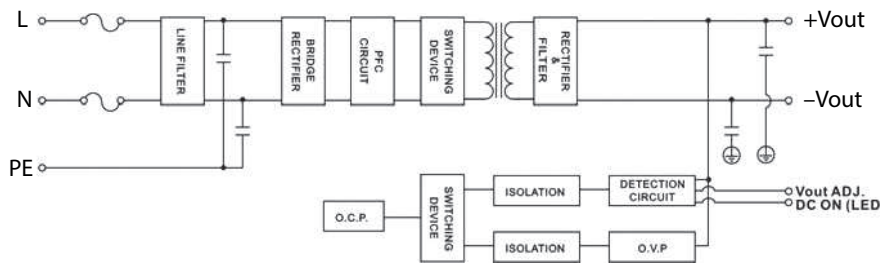 L
N
PE
LINE FILTER
BRIDGE
RECTIFIER
PFC
CIRCUIT
SWITCHING
DEVICE
RECTIFIER
&
FILTER
+Vout
–Vout
SWITCHING
DEVICE
O.C.P.
ISOLATION
DETECTION
CIRCUIT
Vout ADJ.
DC ON (LED
ISOLATION
O.V.P